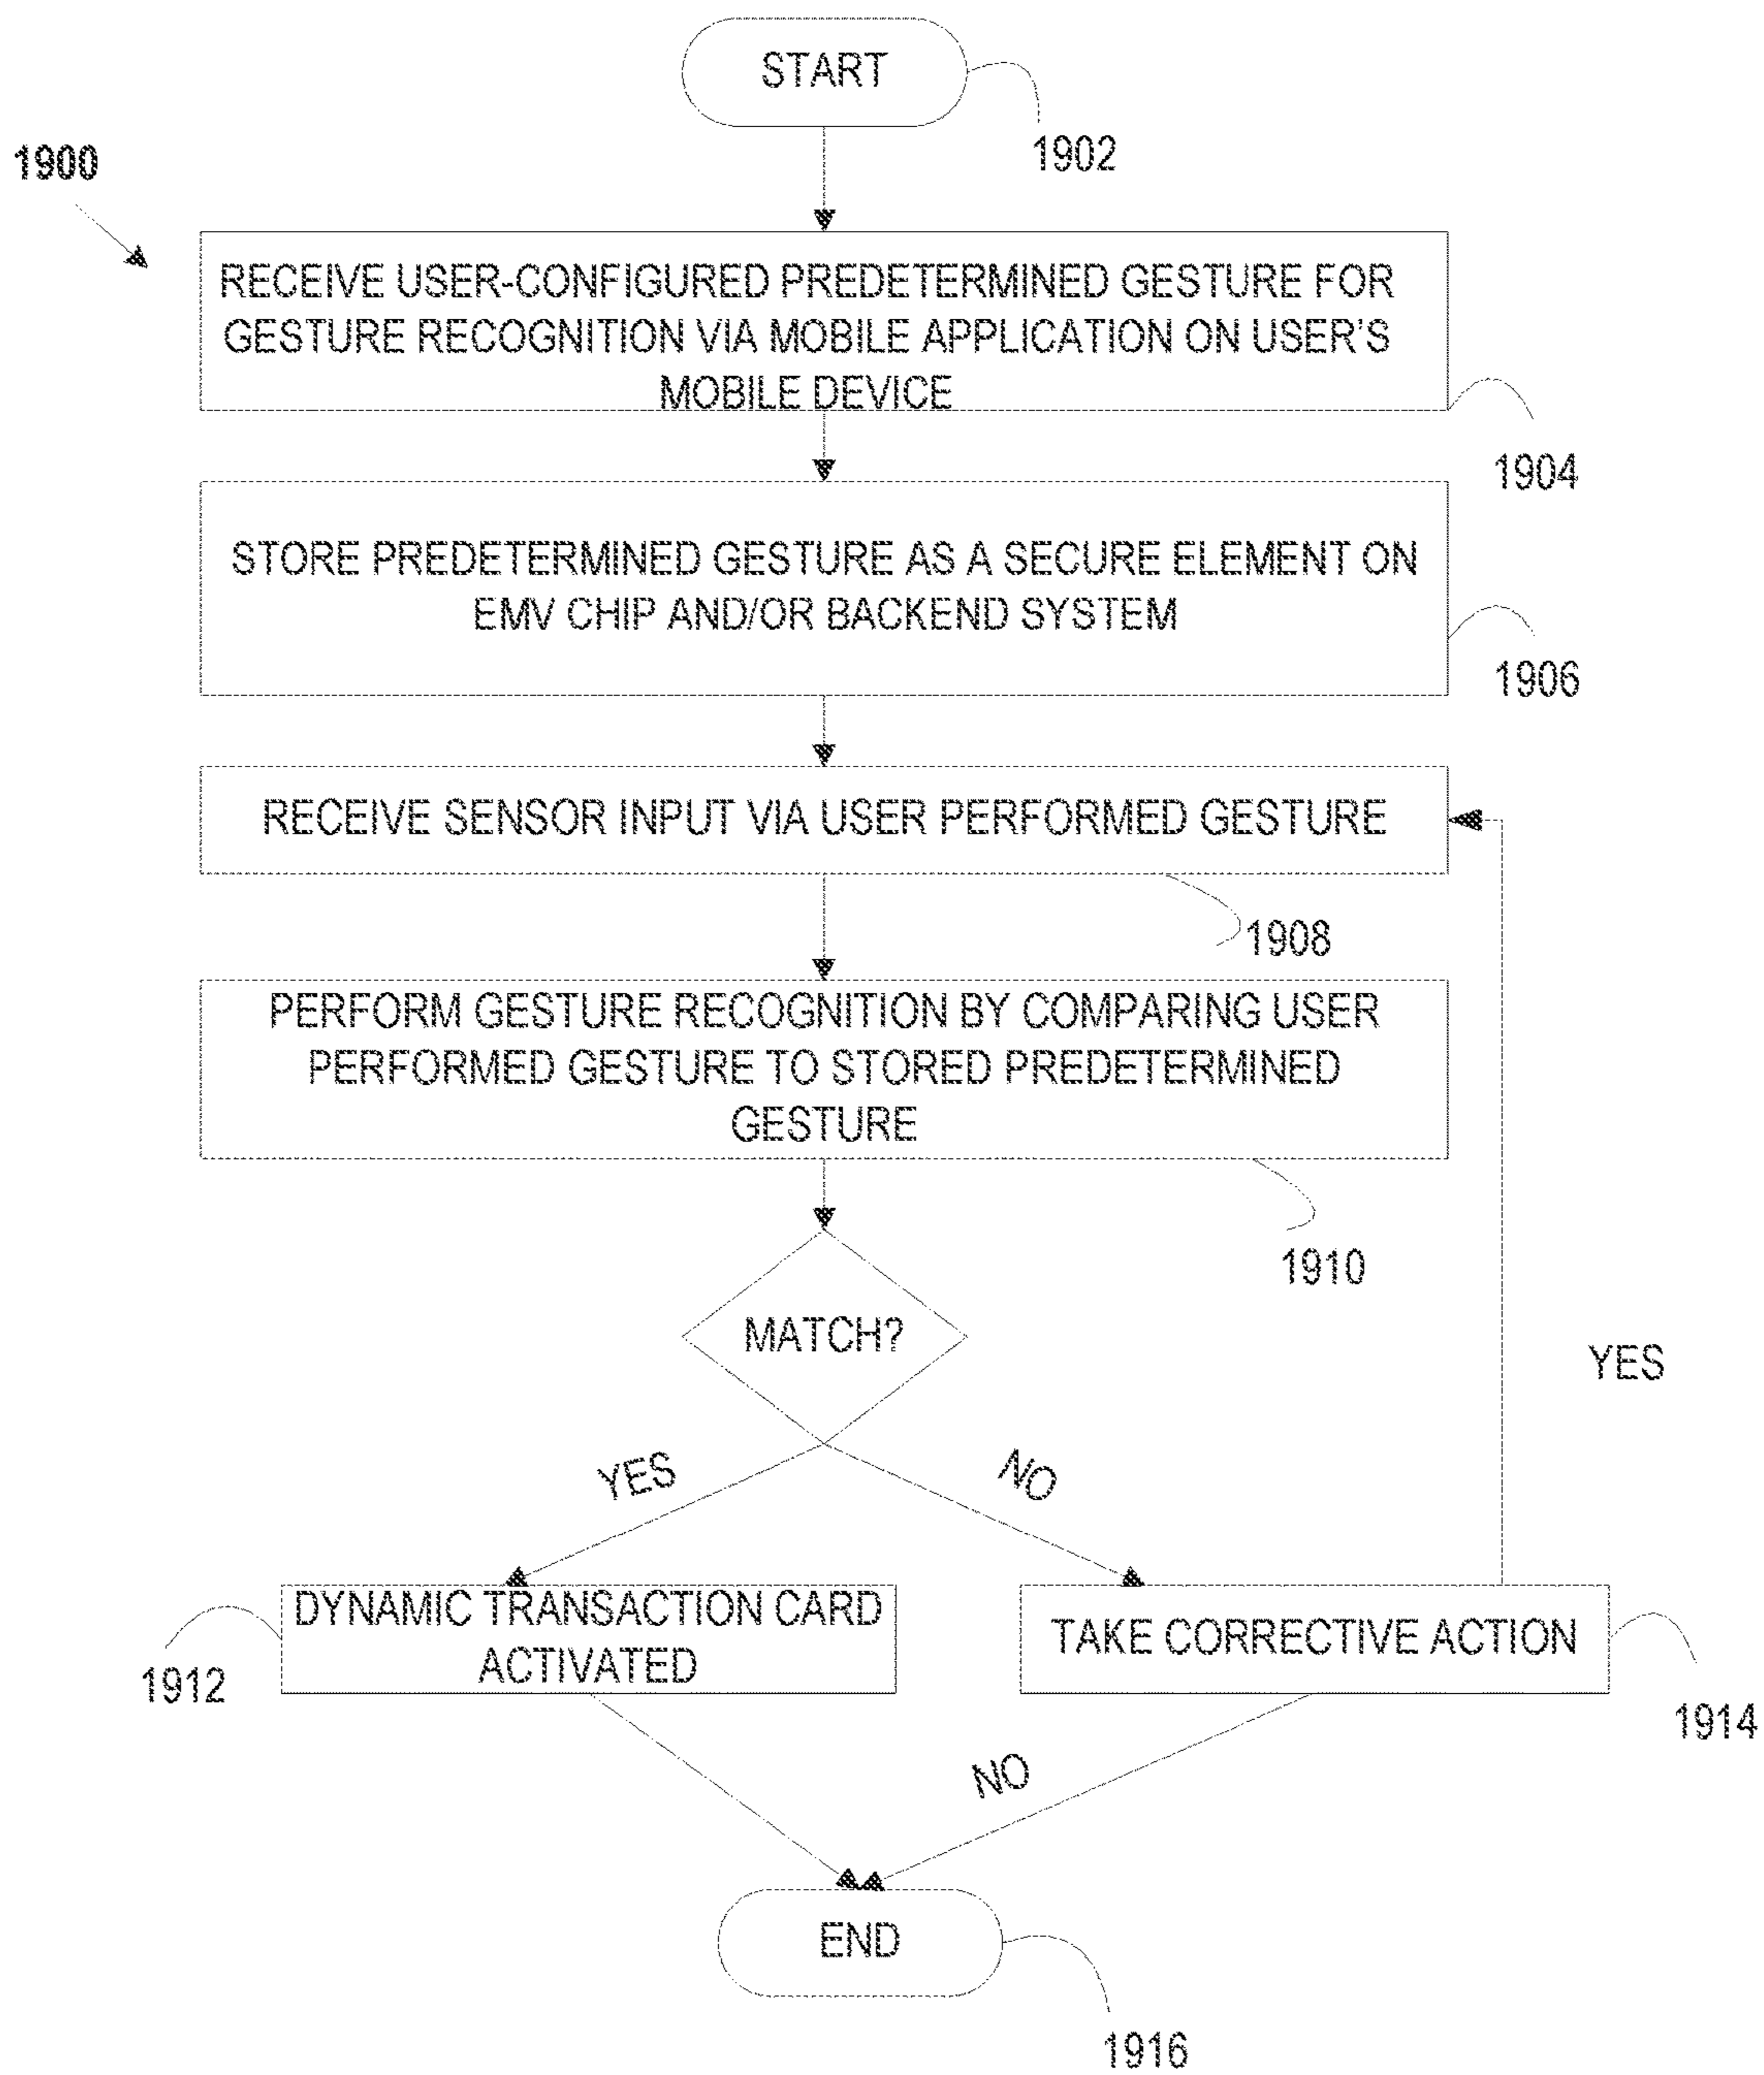 START
1902
1900
RECEIVE USER-CONFIGURED PREDETERMINED GESTURE FOR
GESTURE RECOGNITION VIA MOBILE APPLICATION ON USER'S
MOBILE DEVICE
1904
STORE PREDETERMINED GESTURE AS A SECURE ELEMENT ON
EMV CHIP AND/OR BACKEND SYSTEM
1906
RECEIVE SENSOR INPUT VIA USER PERFORMED GESTURE
1908
PERFORM GESTURE RECOGNITION BY COMPARING USER
PERFORMED GESTURE TO STORED PREDETERMINED
GESTURE
1910
MATCH?
YES
YES
NO
DYNAMIC TRANSACTION CARD
ACTIVATED
1912
TAKE CORRECTIVE ACTION
1914
NO
END
1916